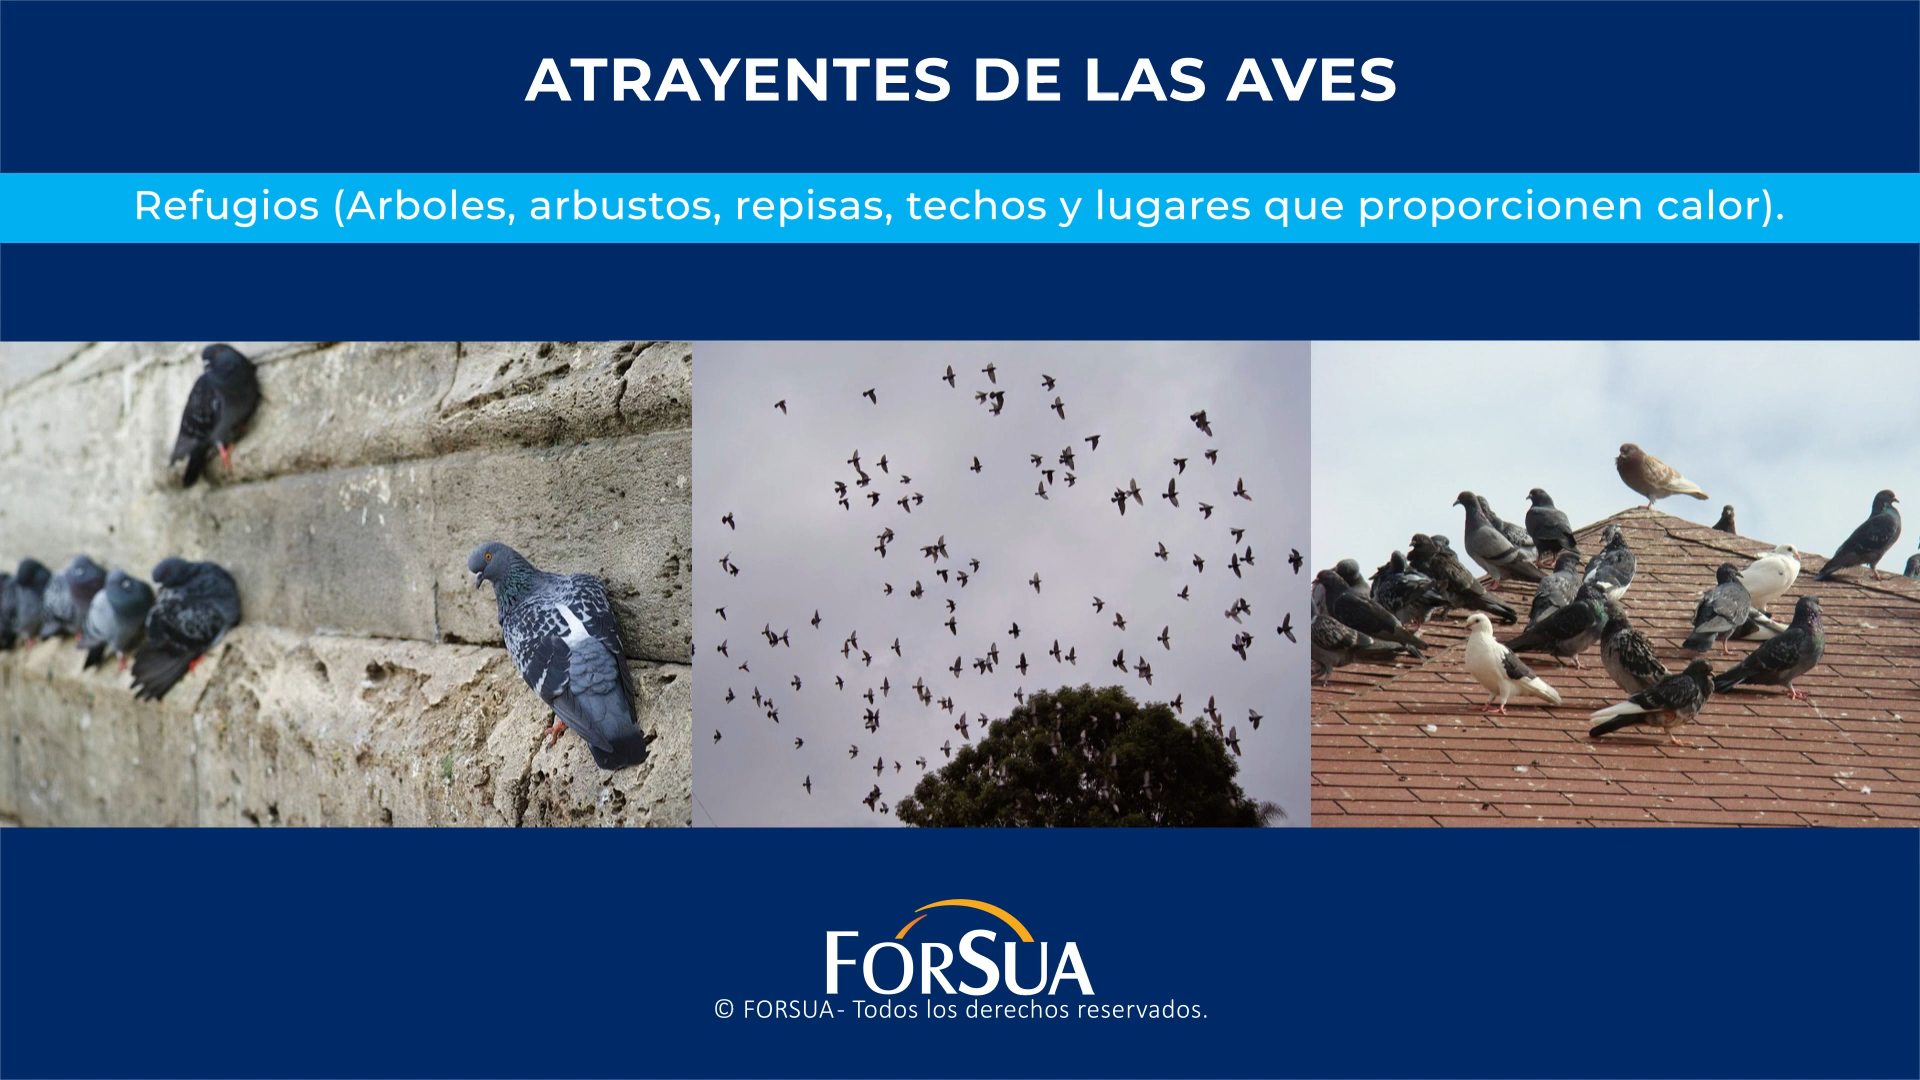 ATRAYENTES DE LAS AVES
Refugios (Arboles, arbustos, repisas, techos y lugares que proporcionen calor).
FORSUA
© FORSUA- Todos los derechos reservados.